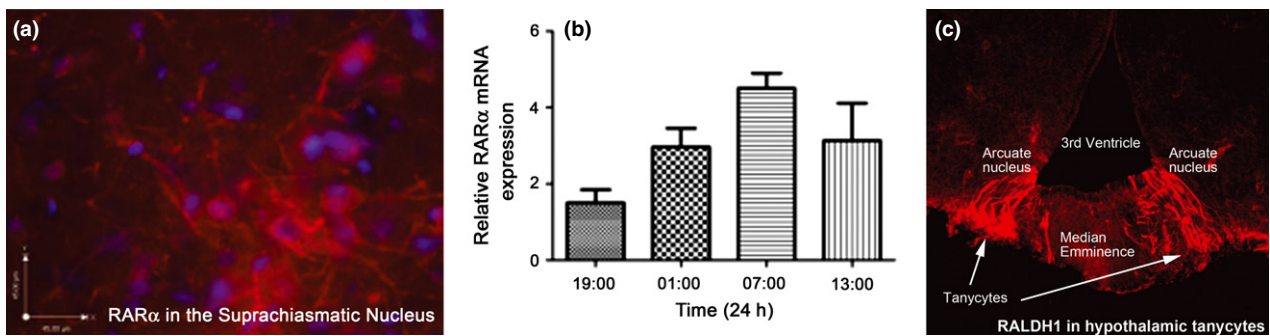 (a)
RARα in the Suprachiasmatic Nucleus
(b)
Relative RARα mRNA
expression
6
4
2
0
19:00
01:00
07:00
13:00
Time (24 h)
(c)
3rd Ventricle
Arcuate
nucleus
Arcuate
nucleus
Median
Emminence
Tanycytes
RALDH1 in hypothalamic tanycytes